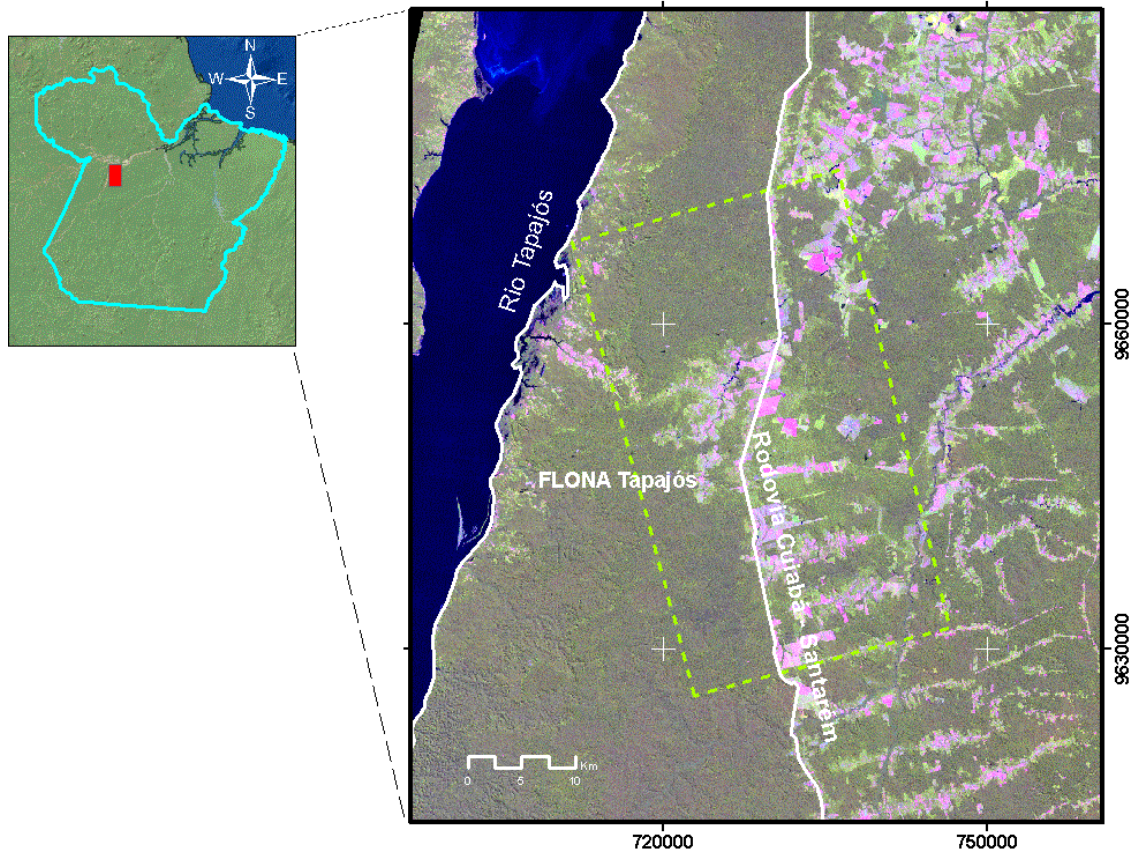 N
W E
S
Rio Tapajós
9660000
FLONA Tapajós
Rodovia Cuiabá - Santarém
9630000
Km
0 5 10
720000 750000